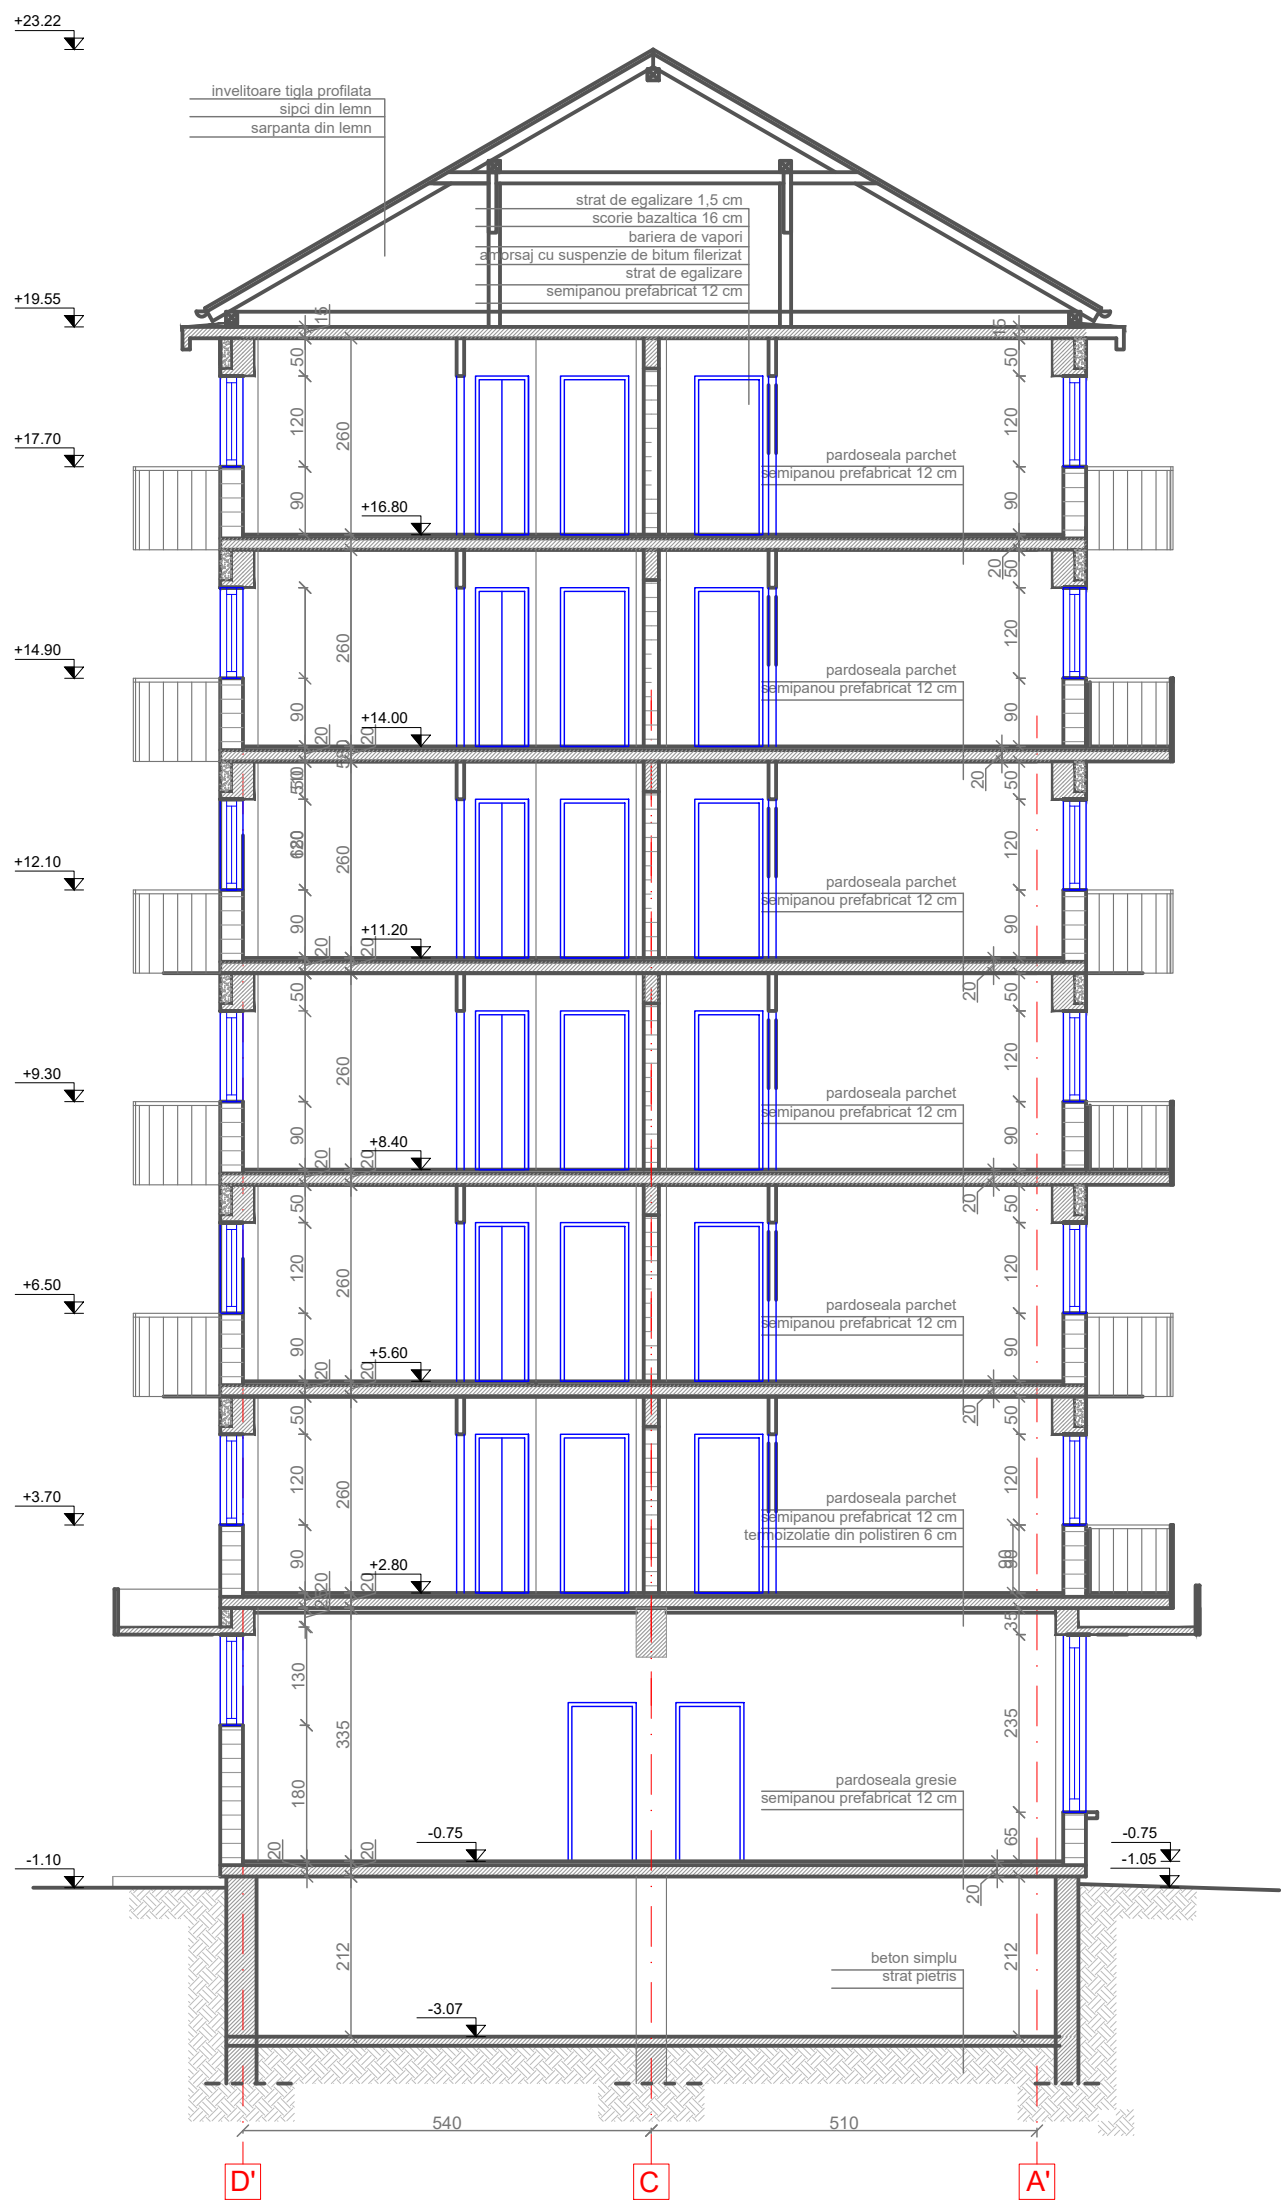 +23.22
invelitoare tigla profilata
sipci din lemn
sarpanta din lemn
strat de egalizare 1,5 cm
scorie bazaltica 16 cm
bariera de vapori
amorsaj cu suspenzie de bitum filerizat
strat de egalizare
semipanou prefabricat 12 cm
+19.55
15
15
50
50
120
260
120
+17.70
pardoseala parchet
semipanou prefabricat 12 cm
90
90
+16.80
20
50
120
260
+14.90
pardoseala parchet
semipanou prefabricat 12 cm
90
90
+14.00
20
20
20
50
260
120
+12.10
pardoseala parchet
semipanou prefabricat 12 cm
90
90
+11.20
20
20
20
50
50
260
120
+9.30
pardoseala parchet
semipanou prefabricat 12 cm
90
90
+8.40
20
20
20
50
50
120
260
120
+6.50
pardoseala parchet
semipanou prefabricat 12 cm
90
90
+5.60
20
20
20
50
50
120
260
120
+3.70
pardoseala parchet
semipanou prefabricat 12 cm
termoizolatie din polistiren 6 cm
90
90
+2.80
20
20
35
130
335
235
180
pardoseala gresie
semipanou prefabricat 12 cm
65
20
20
-0.75
-0.75
-1.10
-1.05
20
212
212
beton simplu
strat pietris
-3.07
540
510
D'
C
A'